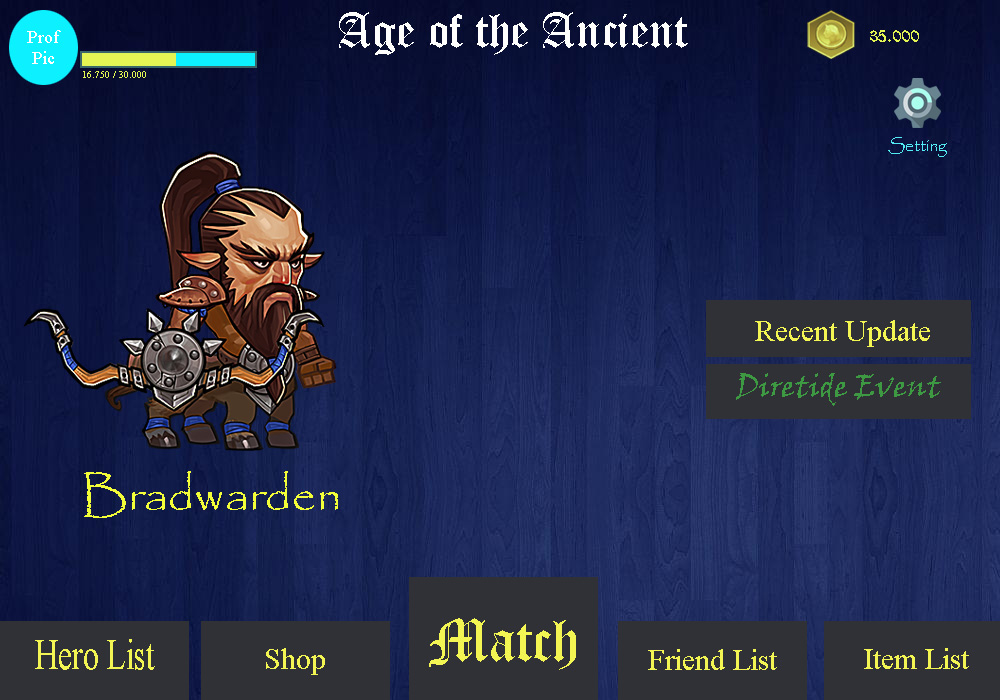 Prof
Pic
16.750 / 30.000
Age of the Ancient
35.000
Setting
Recent Update
Diretide Event
Bradwarden
Hero List
Shop
Match
Friend List
Item List